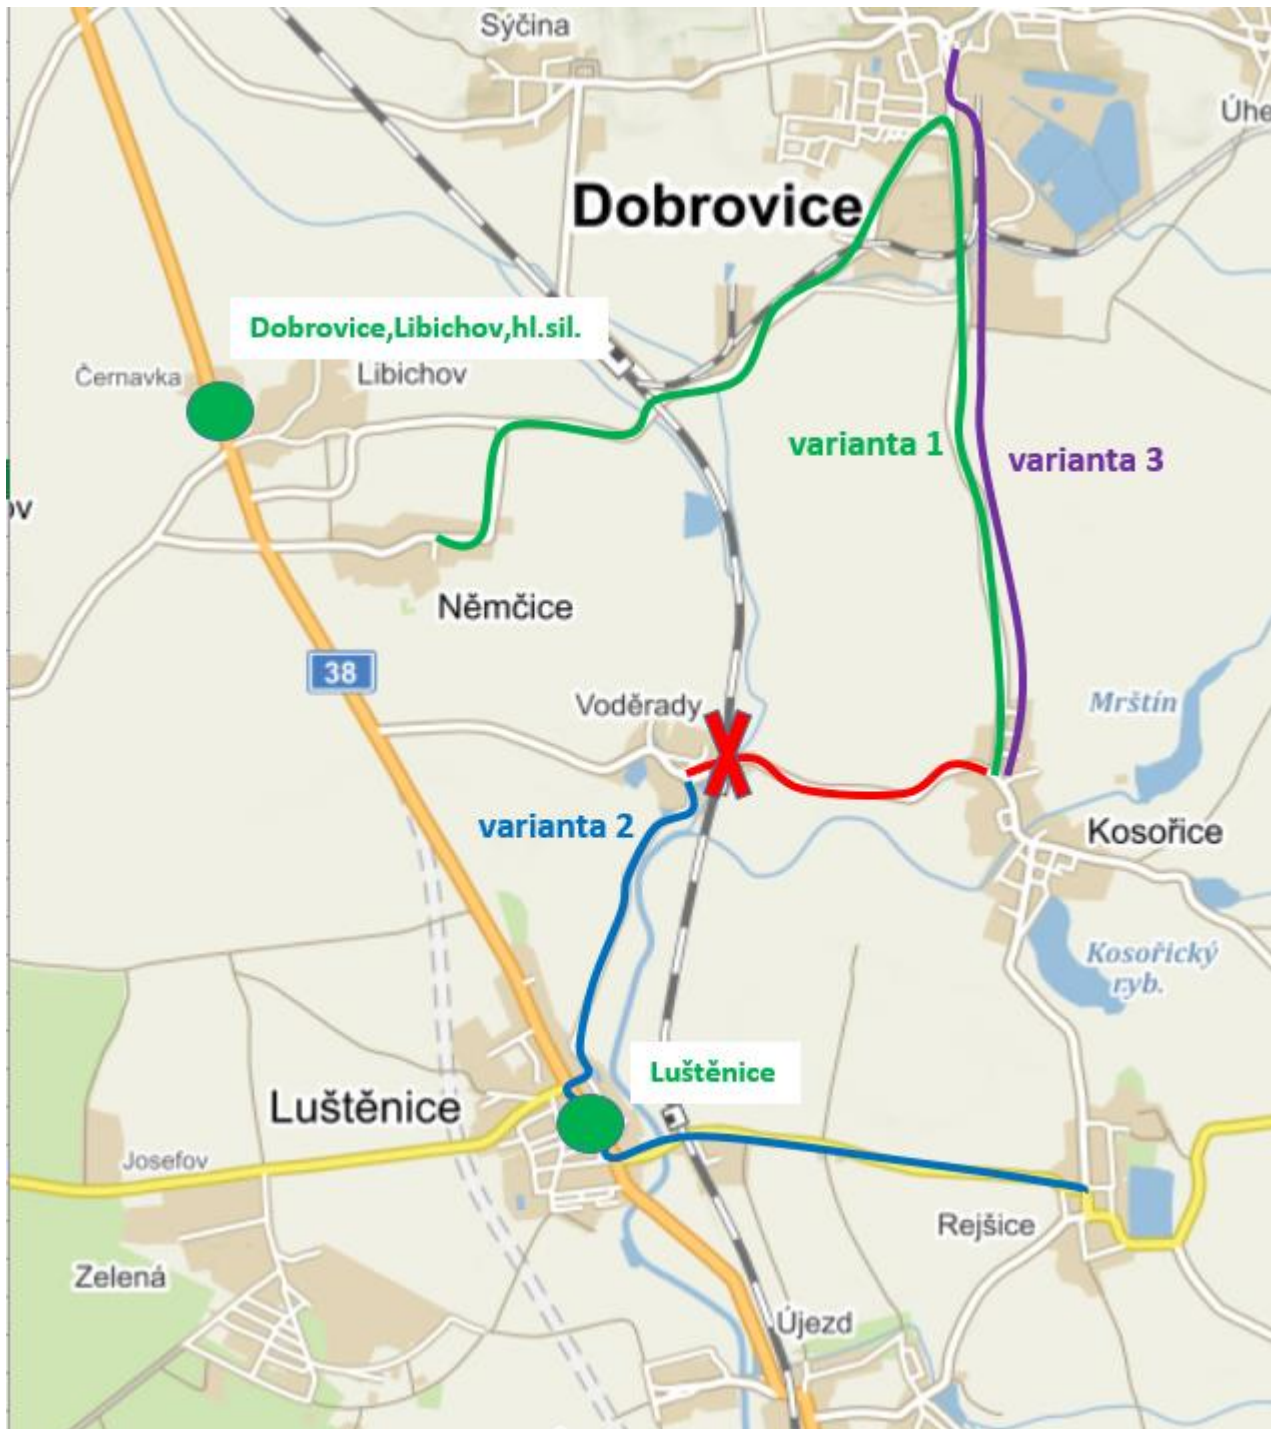 Sýčina
Úhe
Dobrovice
Dobrovice,Libichov,hl.sil.
Černavka
Libichov
varianta 1
varianta 3
ov
Němčice
38
Voděrady
Mrštín
varianta 2
Kosořice
Kosořický
ryb.
Luštěnice
Luštěnice
Josefov
Rejšice
Zelená
Újezd